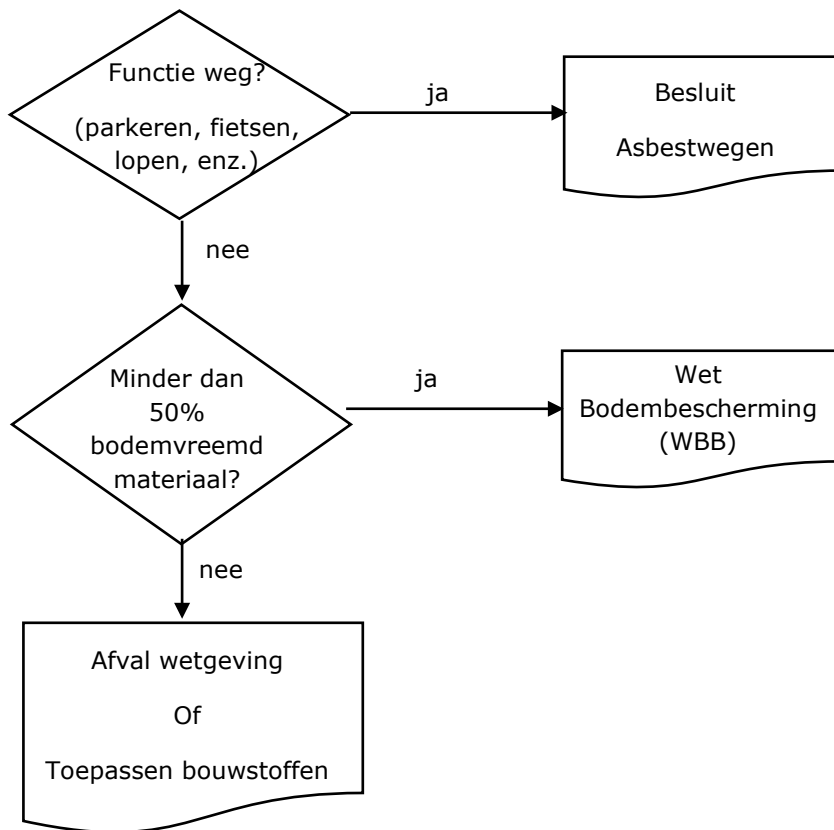 Functie weg?
(parkeren, fietsen,
lopen, enz.)
ja
Besluit
Asbestwegen
nee
Minder dan
50%
bodemvreemd
materiaal?
ja
Wet
Bodembescherming
(WBB)
nee
Afval wetgeving
Of
Toepassen bouwstoffen